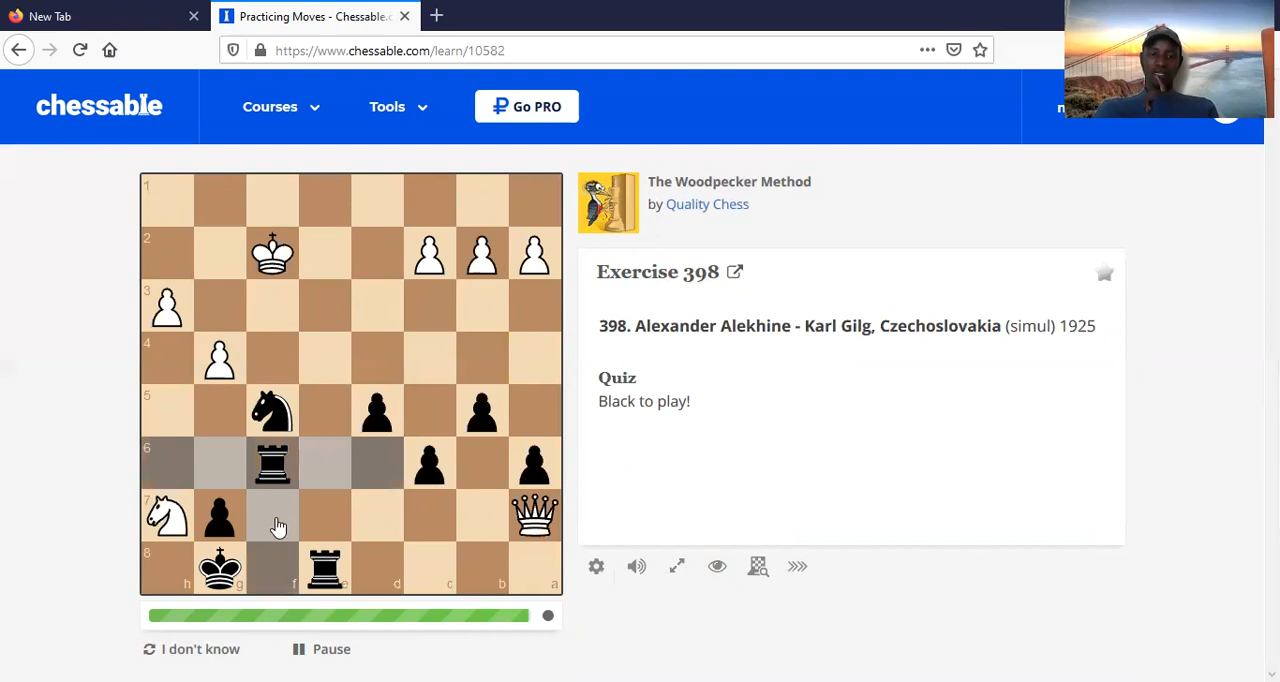 New Tab
Practicing Moves - Chessable.c
https://www.chessable.com/learn/10582
chessable
Courses
Tools
Go PRO
The Woodpecker Method
by Quality Chess
Exercise 398
398. Alexander Alekhine - Karl Gilg, Czechoslovakia (simul) 1925
Quiz
Black to play!
1
2
3
4
5
6
7
8
h g f e d c b a
I don't know
Pause